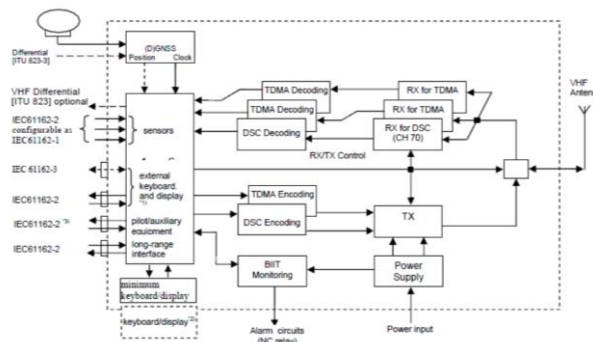 (D)GNSS
Position Clock
Differential
[ITU 823-3]
VHF Differential
[ITU 823] optional
IEC61162-2
configurable as
IEC61162-1
sensors
IEC 61162-3
external
keyboard.
and display
IEC61162-2
IEC61162-2
pilot/auxiliary
equipment
IEC61162-2
long-range
interface
minimum
keyboard/display
keyboard/display
TDMA Decoding
TDMA Decoding
DSC Decoding
RX for TDMA
RX for TDMA
RX for DSC
(CH 70)
RX/TX Control
VHF
Anten
TDMA Encoding
DSC Encoding
TX
BIIT
Monitoring
Power
Supply
Alarm circuits
(NC relay)
Power input